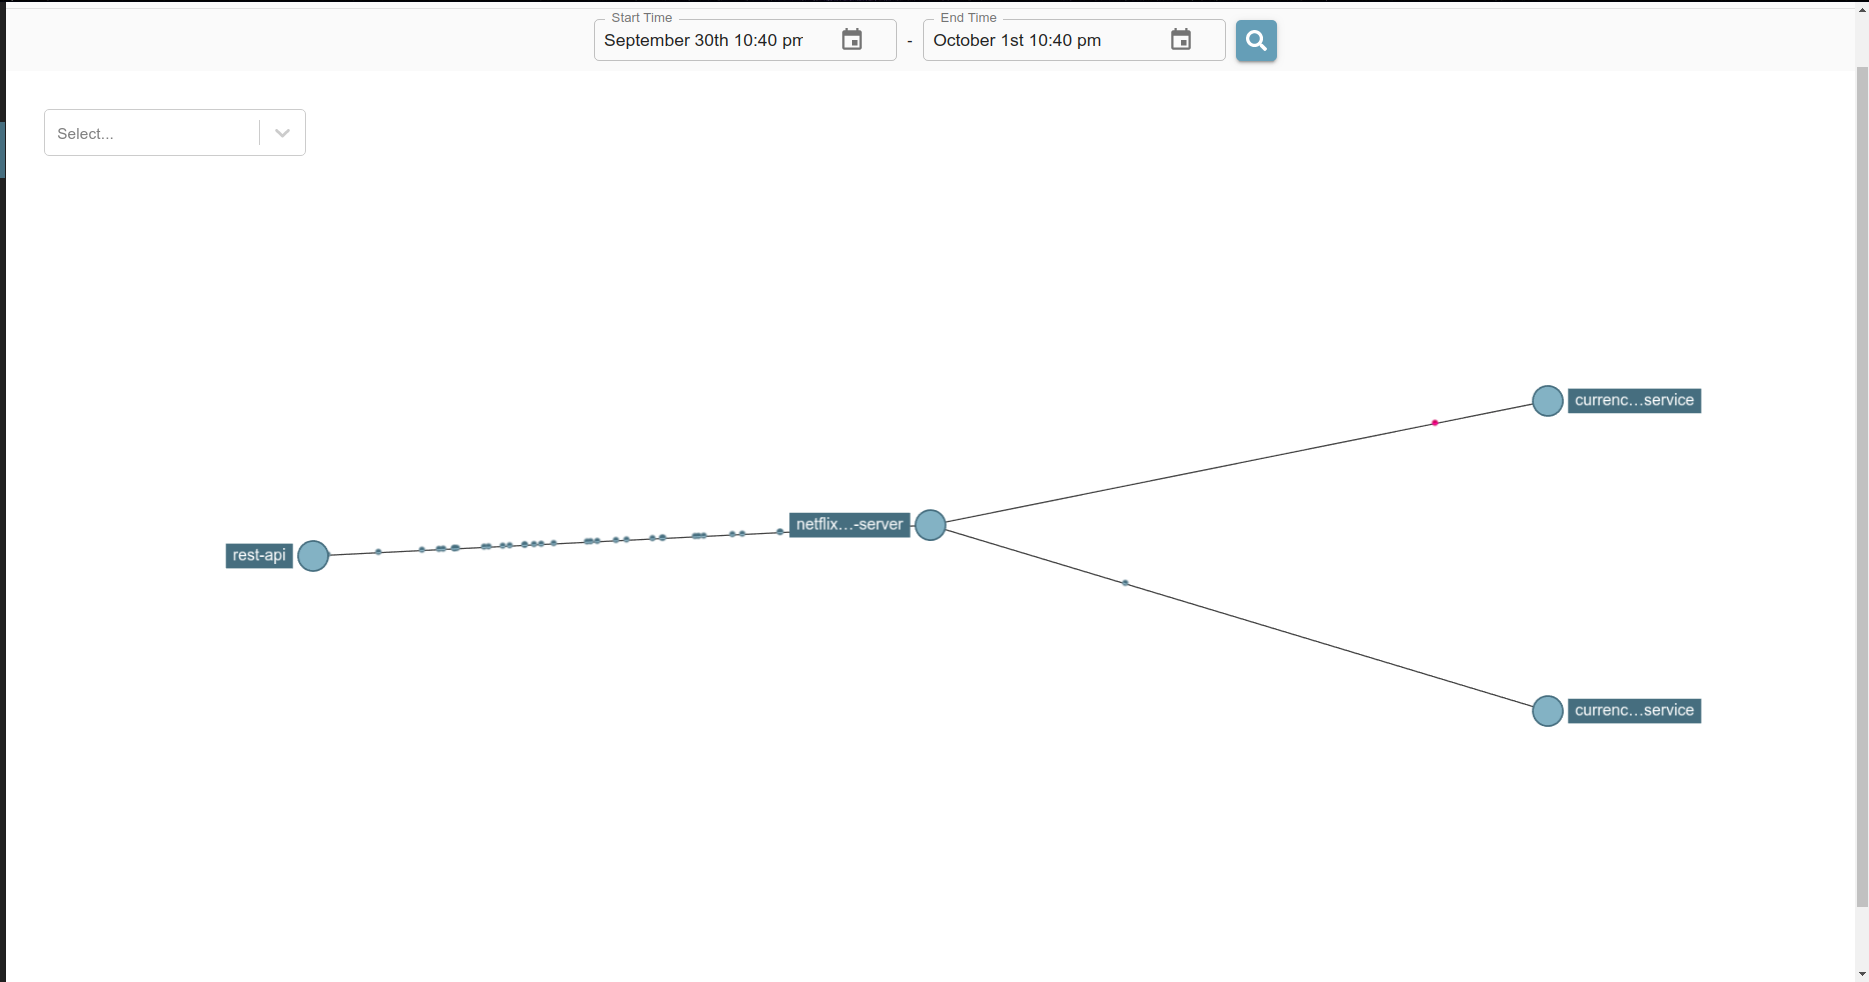 Start Time
September 30th 10:40 pm
-
End Time
October 1st 10:40 pm
Select...
currenc...service
netflix...-server
rest-api
currenc...service